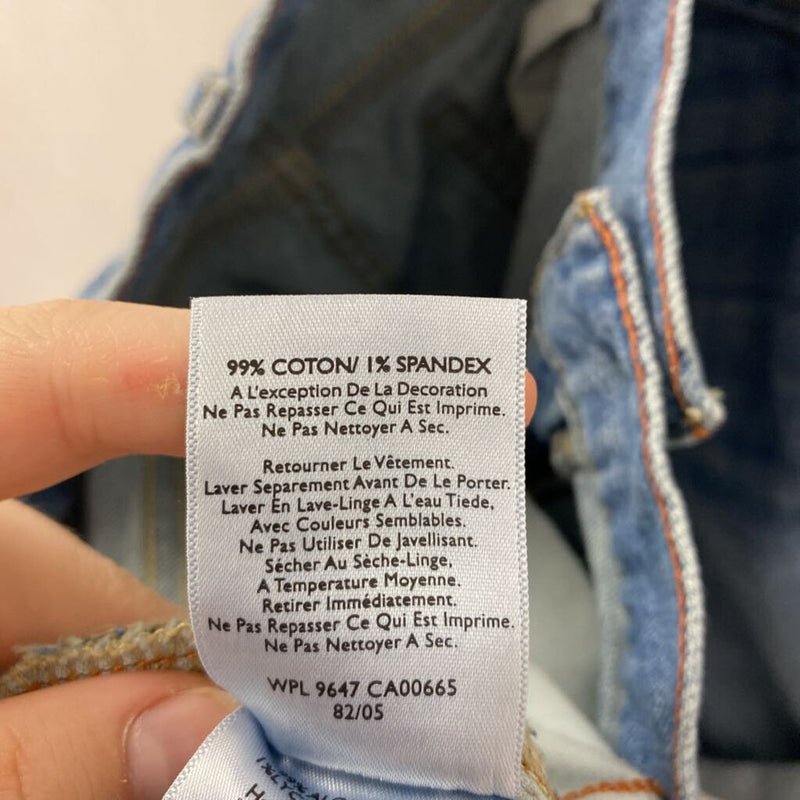 99% COTON/ 1% SPANDEX
A L'exception De La Decoration
Ne Pas Repasser Ce Qui Est Imprime.
Ne Pas Nettoyer A Sec.
Retourner Le Vêtement.
Laver Separement Avant De Le Porter.
Laver En Lave-Linge A L'eau Tiede,
Avec Couleurs Semblables.
Ne Pas Utiliser De Javellisant.
Sécher Au Sèche-Linge,
A Temperature Moyenne.
Retirer Immédiatement.
Ne Pas Repasser Ce Qui Est Imprime.
Ne Pas Nettoyer A Sec.
WPL 9647 CA00665
82/05